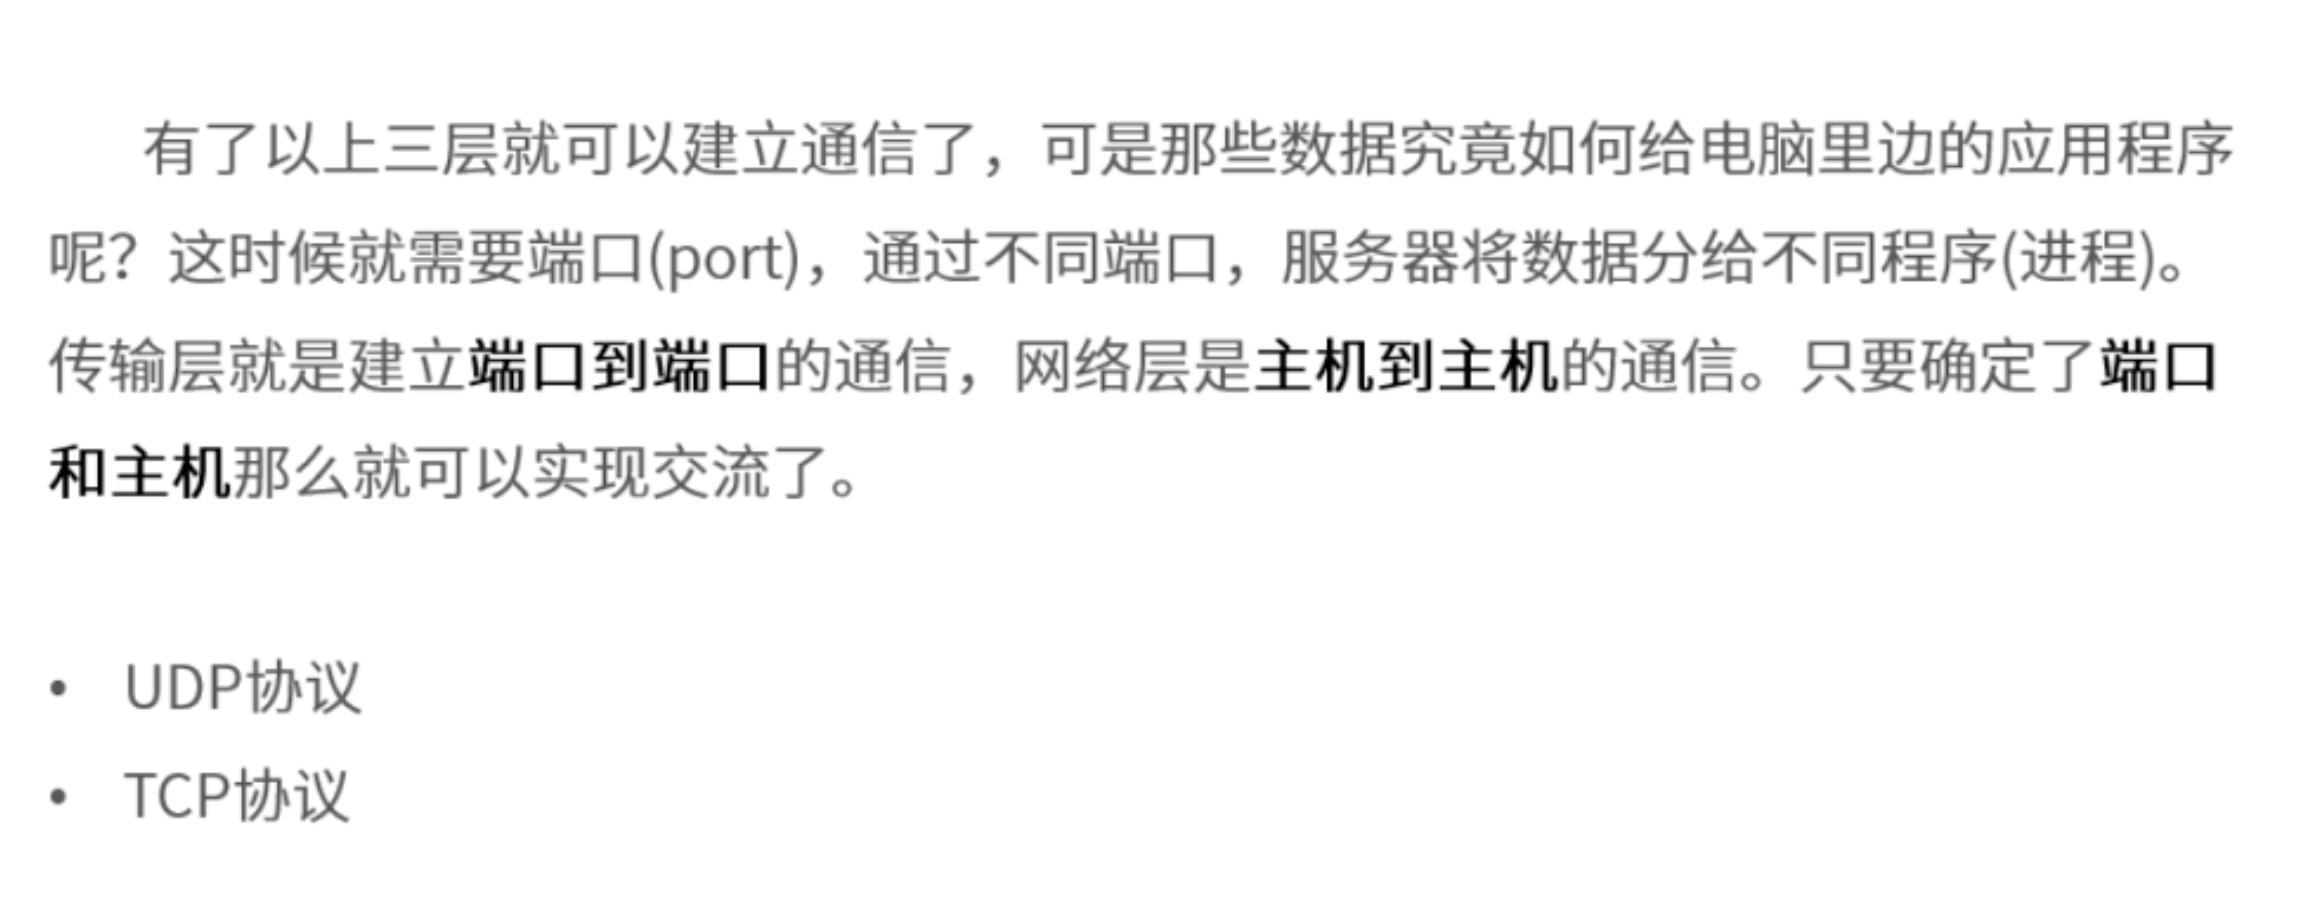 有了以上三层就可以建立通信了，可是那些数据究竟如何给电脑里边的应用程序
呢？这时候就需要端口(port)，通过不同端口，服务器将数据分给不同程序(进程)。
传输层就是建立端口到端口的通信，网络层是主机到主机的通信。只要确定了端口
和主机那么就可以实现交流了。
• UDP协议
• TCP协议